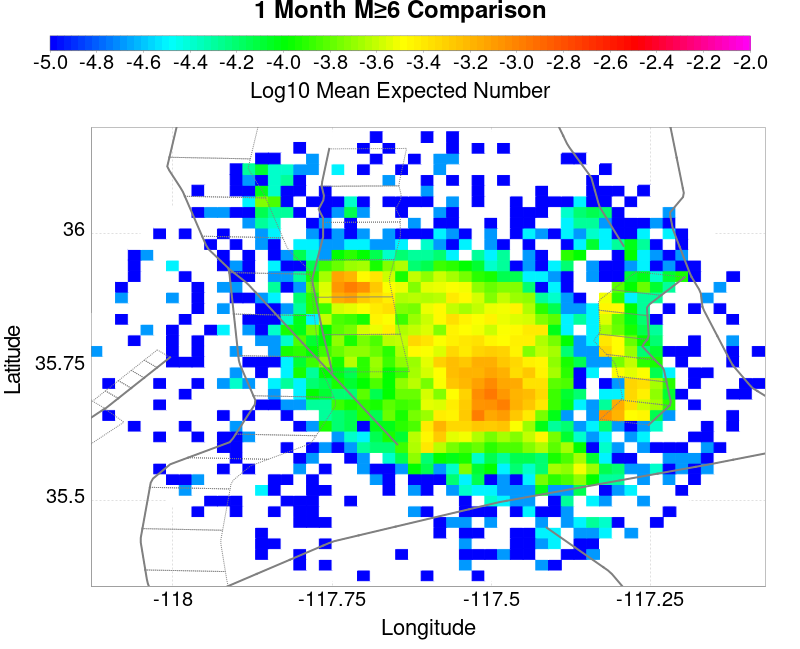 1 Month M≥6 Comparison
-5.0 -4.8 -4.6 -4.4 -4.2 -4.0 -3.8 -3.6 -3.4 -3.2 -3.0 -2.8 -2.6 -2.4 -2.2 -2.0
Log10 Mean Expected Number
36
35.75
35.5
Latitude
-118 -117.75 -117.5 -117.25
Longitude